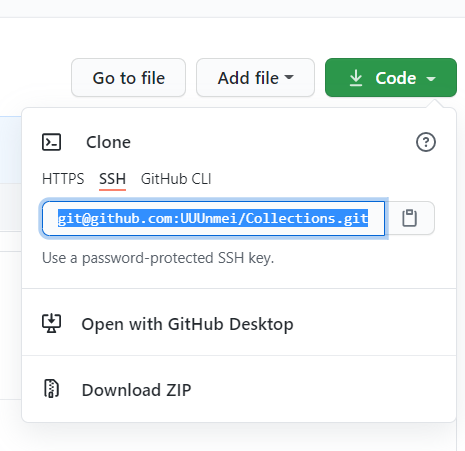 Go to file Add file Code
Clone
HTTPS SSH GitHub CLI
git@github.com:UUUnmei/Collections.git
Use a password-protected SSH key.
Open with GitHub Desktop
Download ZIP